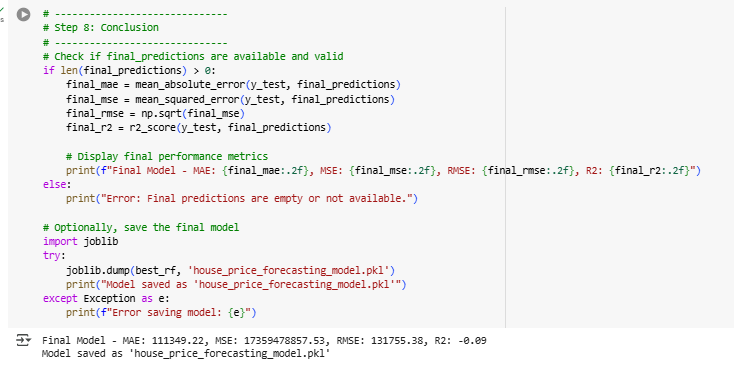 s
# ------------------------------
# Step 8: Conclusion
# ------------------------------
# Check if final_predictions are available and valid
if len(final_predictions) > 0:
    final_mae = mean_absolute_error(y_test, final_predictions)
    final_mse = mean_squared_error(y_test, final_predictions)
    final_rmse = np.sqrt(final_mse)
    final_r2 = r2_score(y_test, final_predictions)

    # Display final performance metrics
    print(f"Final Model - MAE: {final_mae:.2f}, MSE: {final_mse:.2f}, RMSE: {final_rmse:.2f}, R2: {final_r2:.2f}")
else:
    print("Error: Final predictions are empty or not available.")

# Optionally, save the final model
import joblib
try:
    joblib.dump(best_rf, 'house_price_forecasting_model.pkl')
    print("Model saved as 'house_price_forecasting_model.pkl'")
except Exception as e:
    print(f"Error saving model: {e}")

Final Model - MAE: 111349.22, MSE: 17359478857.53, RMSE: 131755.38, R2: -0.09
Model saved as 'house_price_forecasting_model.pkl'